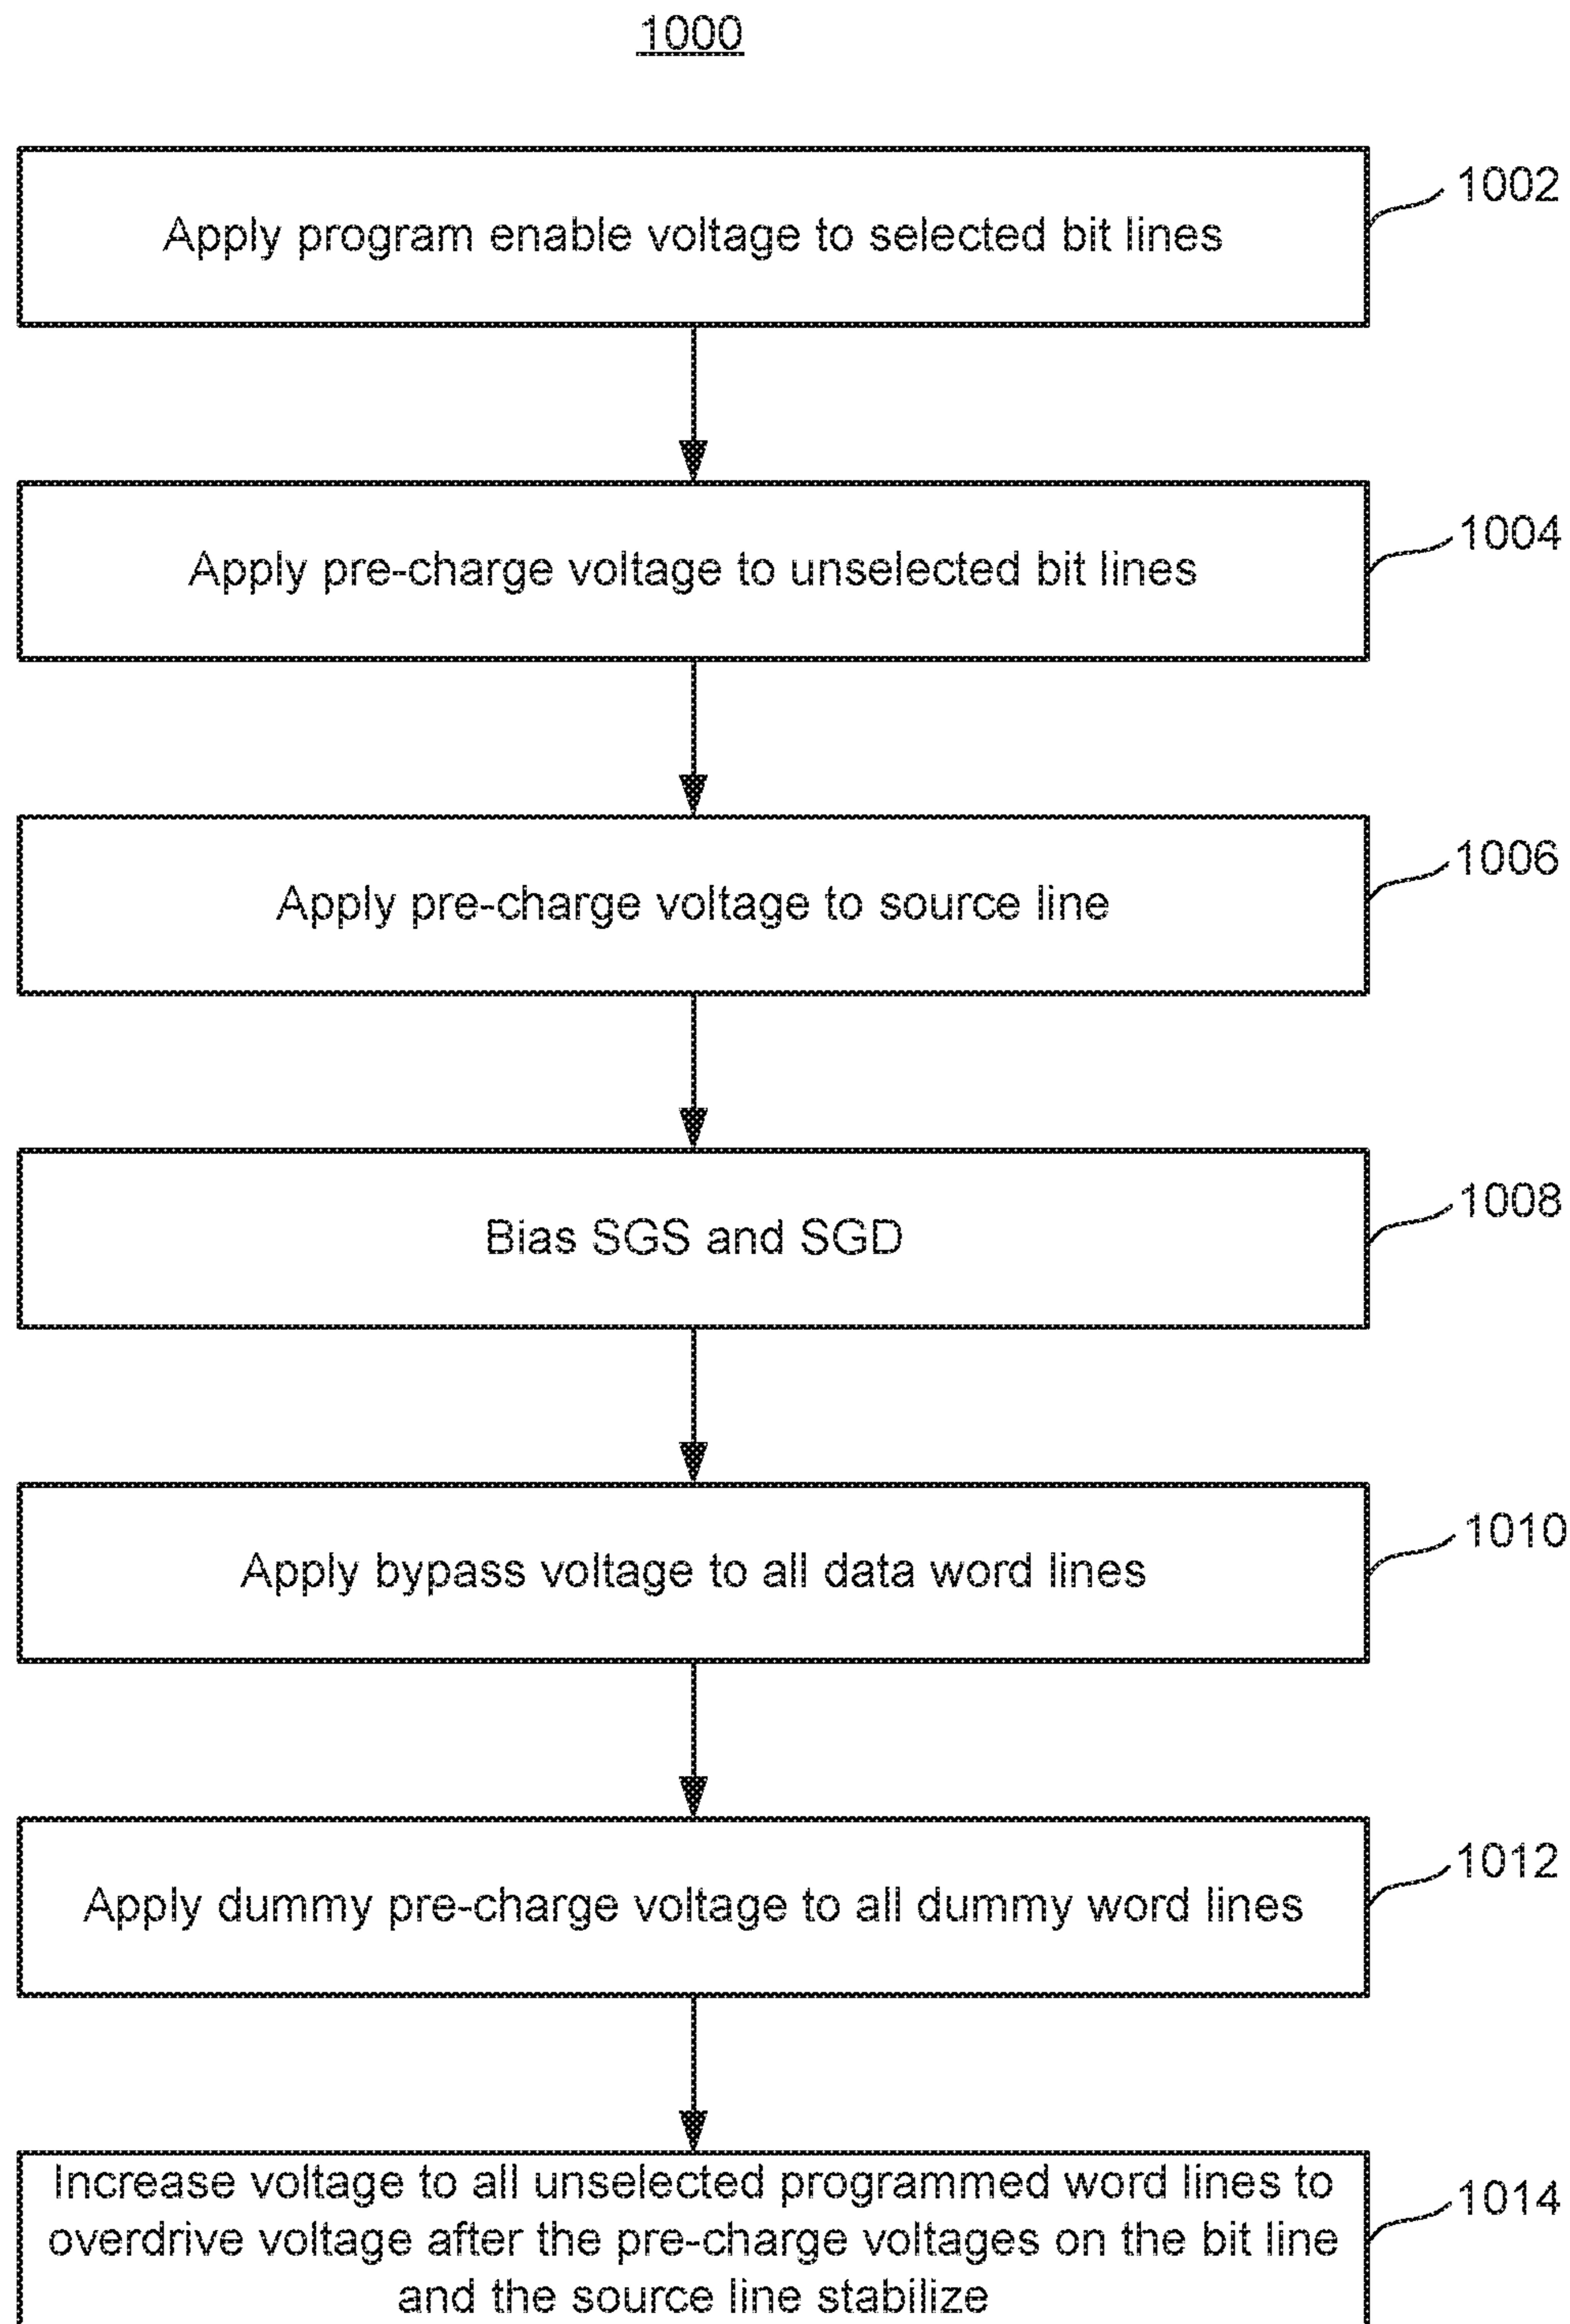 1000
Apply program enable voltage to selected bit lines
1002
Apply pre-charge voltage to unselected bit lines
1004
Apply pre-charge voltage to source line
1006
Bias SGS and SGD
1008
Apply bypass voltage to all data word lines
1010
Apply dummy pre-charge voltage to all dummy word lines
1012
Increase voltage to all unselected programmed word lines to
overdrive voltage after the pre-charge voltages on the bit line
and the source line stabilize
1014